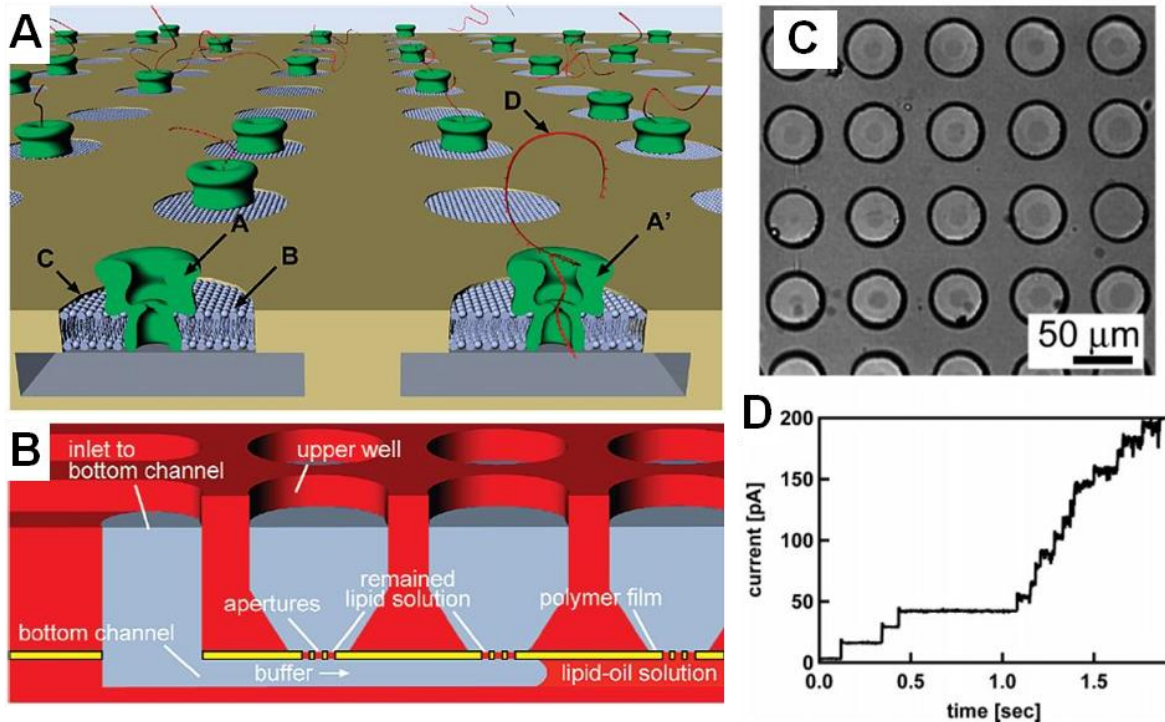 A
D
A
A'
C
B
B
inlet to
bottom channel
upper well
apertures
remained
lipid solution
polymer film
bottom channel
buffer →
lipid-oil solution
C
50 μm
D
200
150
100
50
0
0.0
0.5
1.0
1.5
current [pA]
time [sec]